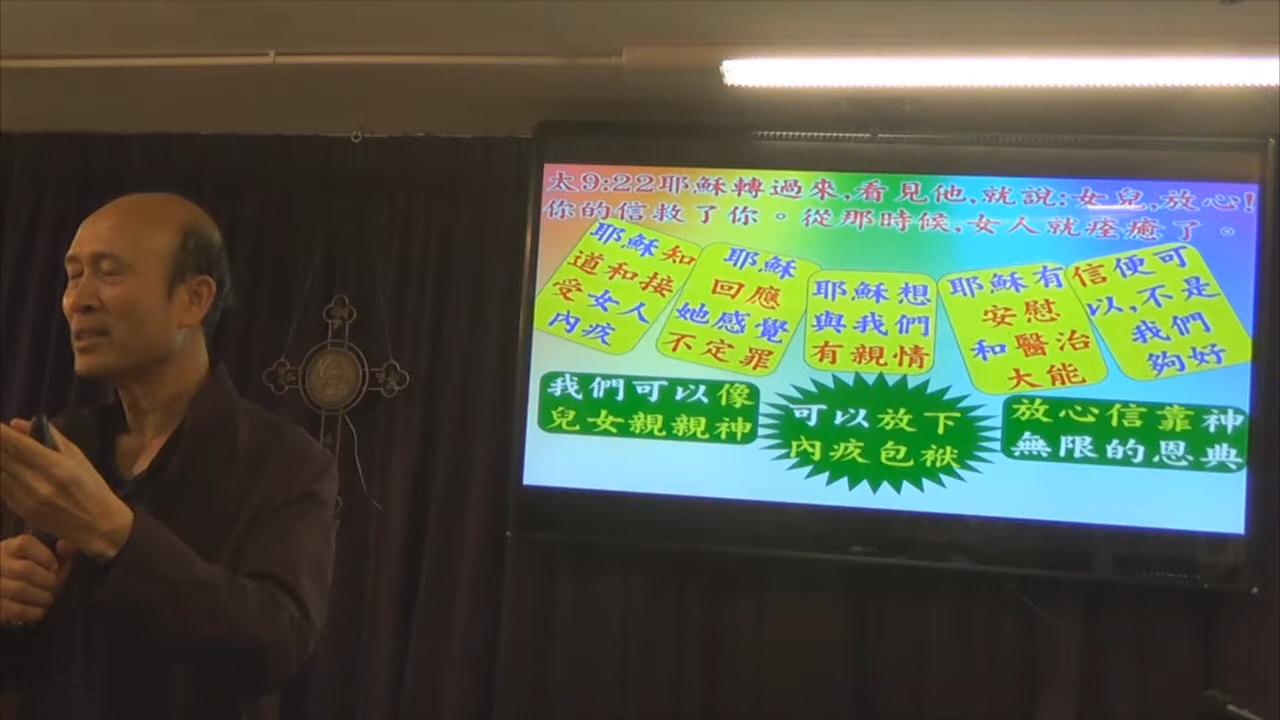 太9:22耶穌轉過來,看見他,就說:女兒,放心!
你的信救了你。從那時候,女人就痊癒了。
耶穌知
道和接
受女人
內疚
耶穌
回應
她感覺
不定罪
耶穌想
與我們
有親情
耶穌有
安慰
和醫治
大能
信便可
以,不是
我們
夠好
我們可以像
兒女親親神
可以放下
內疚包袱
放心信靠神
無限的恩典